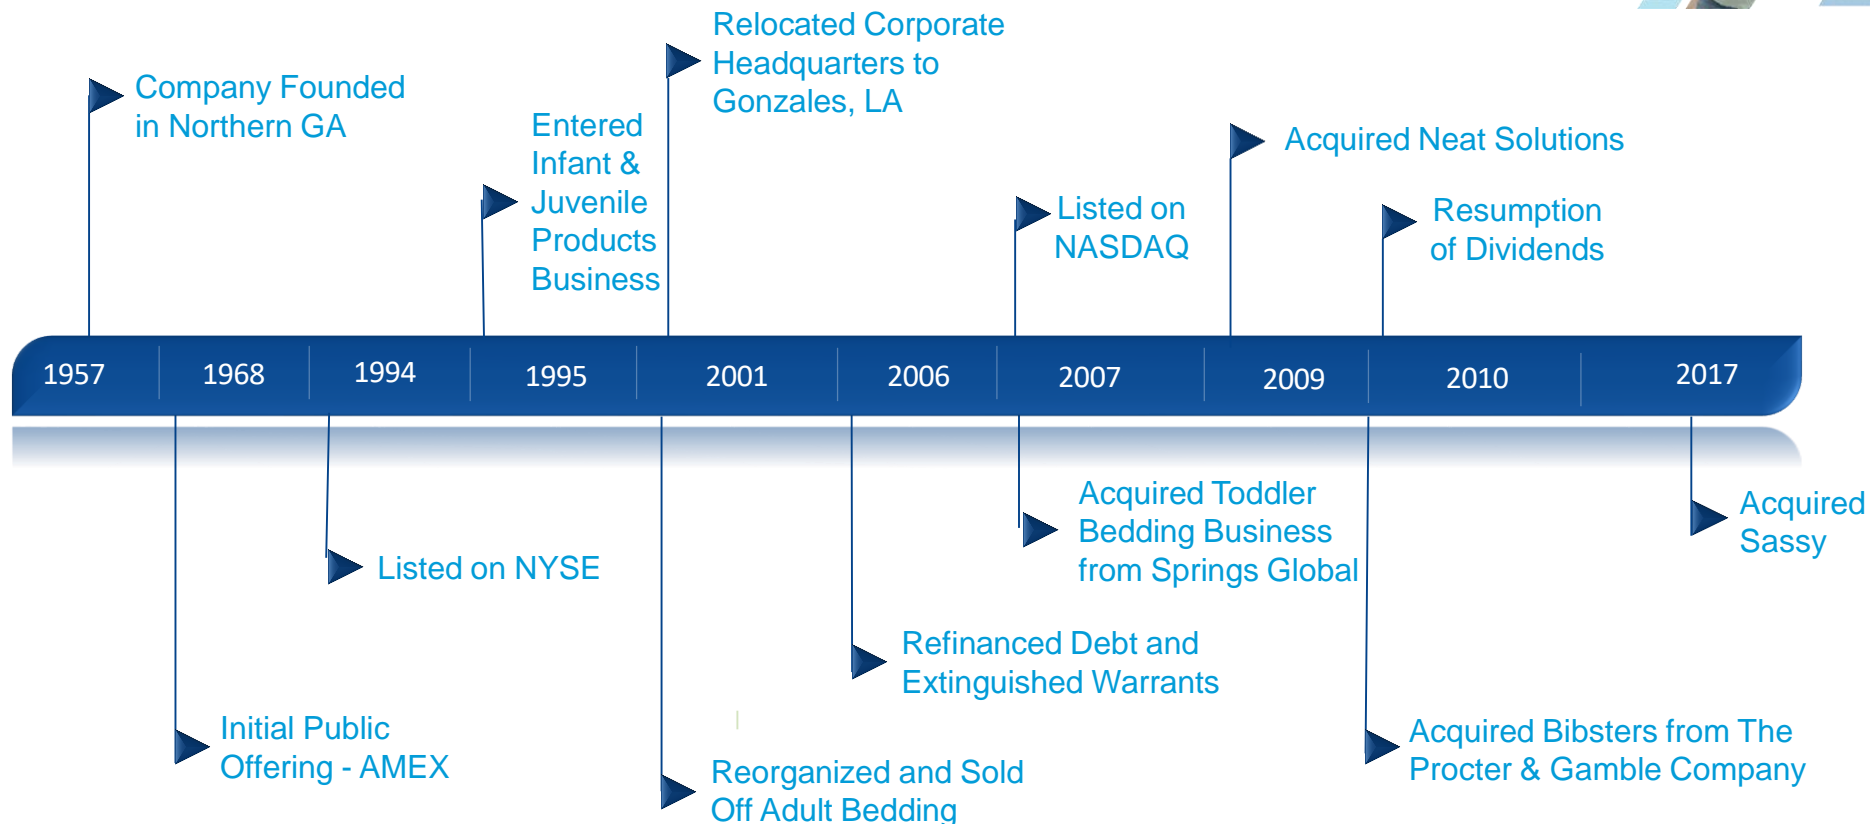 Relocated Corporate
Headquarters to
Gonzales, LA
Company Founded
in Northern GA
Entered
Infant &
Juvenile
Products
Business
Acquired Neat Solutions
Listed on
NASDAQ
Resumption
of Dividends
1957 1968 1994 1995 2001 2006 2007 2009 2010 2017
Acquired Toddler
Bedding Business
from Springs Global
Acquired
Sassy
Listed on NYSE
Refinanced Debt and
Extinguished Warrants
Initial Public
Offering - AMEX
Acquired Bibsters from The
Procter & Gamble Company
Reorganized and Sold
Off Adult Bedding